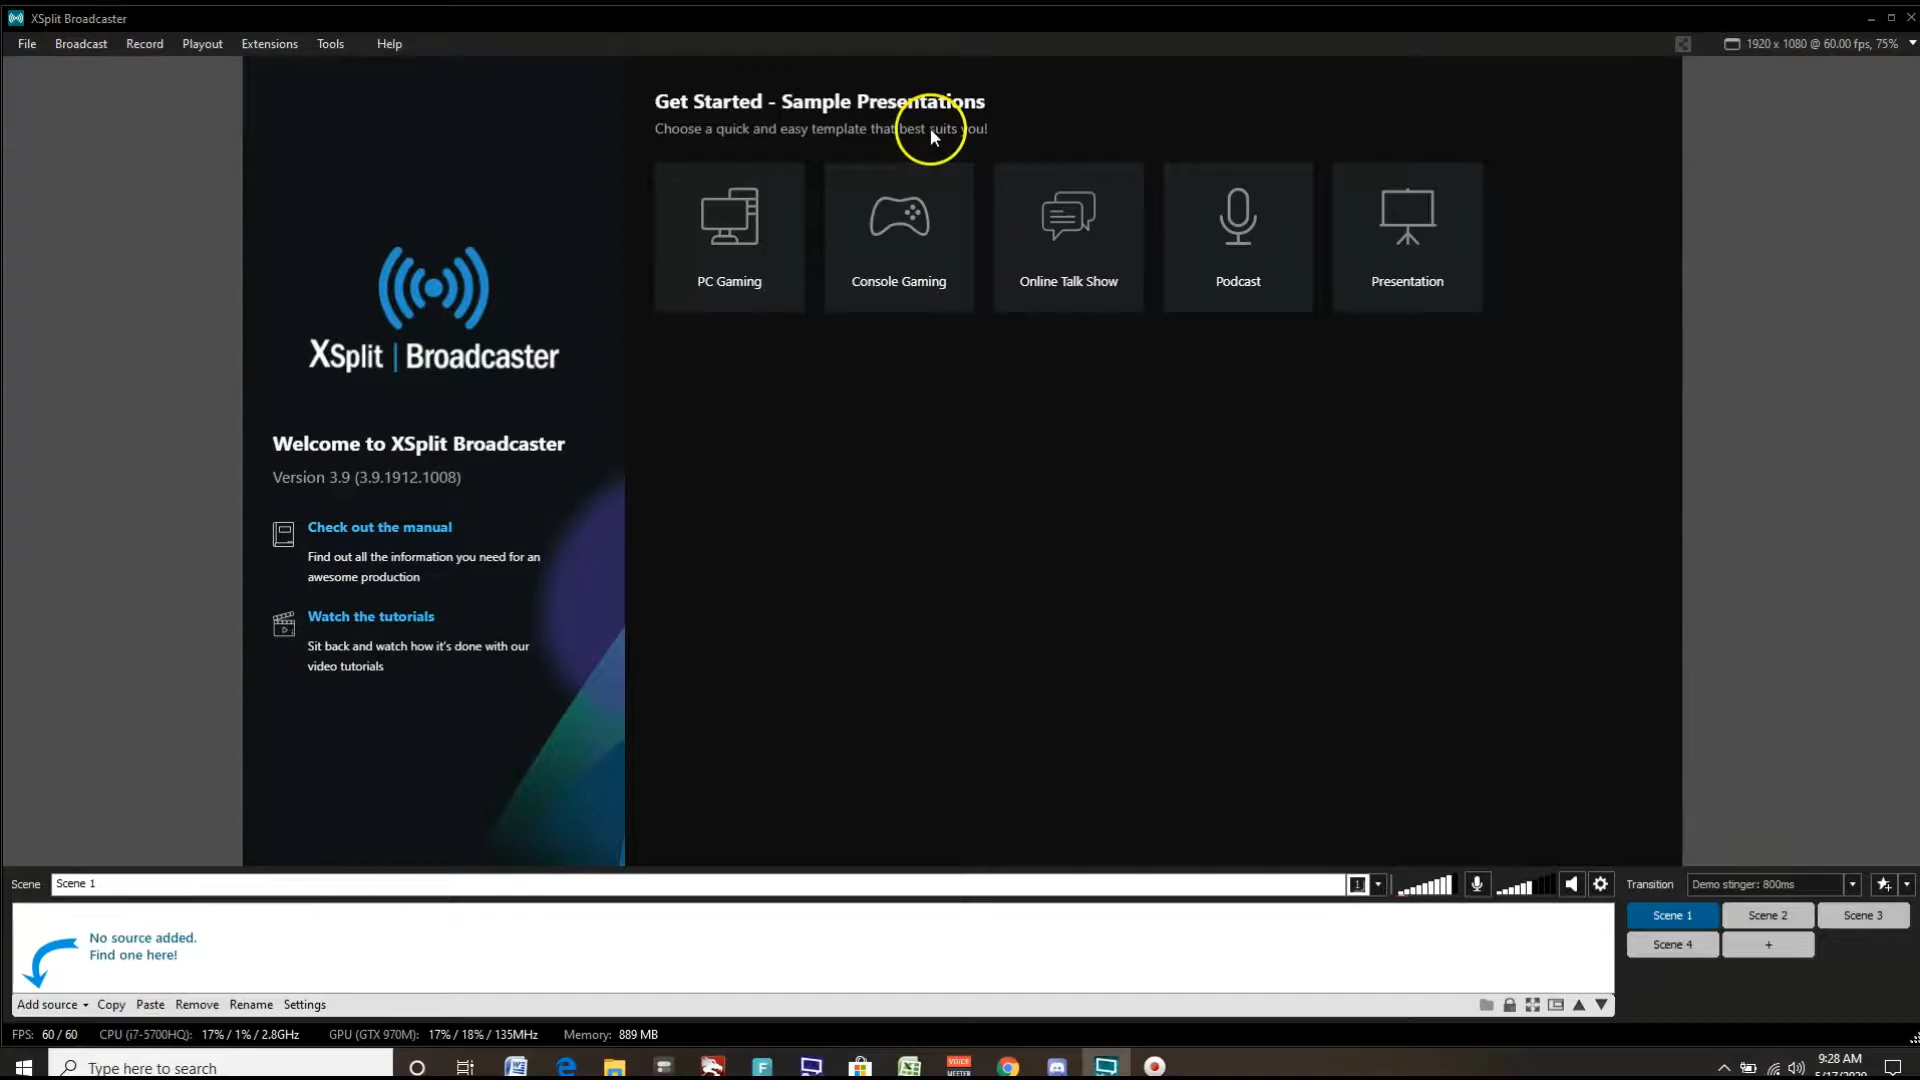 XSplit Broadcaster
File Broadcast Record Playout Extensions Tools Help
1920 x 1080 @ 60.00 fps, 75%
Get Started - Sample Presentations
Choose a quick and easy template that best suits you!
PC Gaming
Console Gaming
Online Talk Show
Podcast
Presentation
XSplit | Broadcaster
Welcome to XSplit Broadcaster
Version 3.9 (3.9.1912.1008)
Check out the manual
Find out all the information you need for an
awesome production
Watch the tutorials
Sit back and watch how it's done with our
video tutorials
Scene
Scene 1
1
Transition
Demo stinger: 800ms
No source added.
Find one here!
Scene 1
Scene 2
Scene 3
Scene 4
+
Add source Copy Paste Remove Rename Settings
FPS: 60 / 60 CPU (i7-5700HQ): 17% / 1% / 2.8GHz GPU (GTX 970M): 17% / 18% / 135MHz Memory: 889 MB
Type here to search
VOICE
MEETER
9:28 AM
5/17/2020